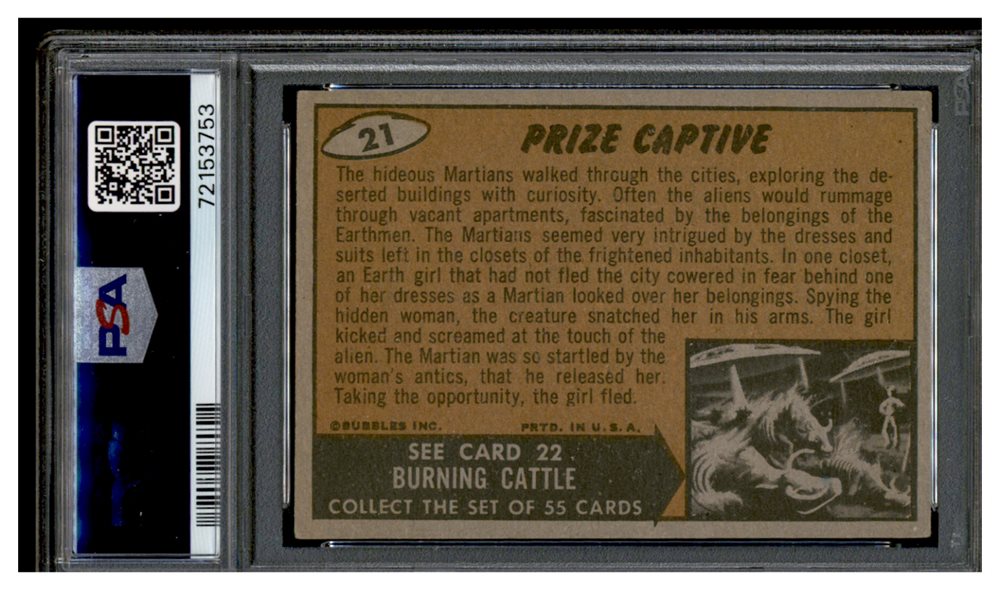 72153753
PSA
21
PRIZE CAPTIVE
The hideous Martians walked through the cities, exploring the de-
serted buildings with curiosity. Often the aliens would rummage
through vacant apartments, fascinated by the belongings of the
Earthmen. The Martians seemed very intrigued by the dresses and
suits left in the closets of the frightened inhabitants. In one closet,
an Earth girl that had not fled the city cowered in fear behind one
of her dresses as a Martian looked over her belongings. Spying the
hidden woman, the creature snatched her in his arms. The girl
kicked and screamed at the touch of the
alien. The Martian was so startled by the
woman's antics, that he released her.
Taking the opportunity, the girl fled.
©BUBBLES INC. PRTD. IN U.S.A.
SEE CARD 22.
BURNING CATTLE
COLLECT THE SET OF 55 CARDS
PSA